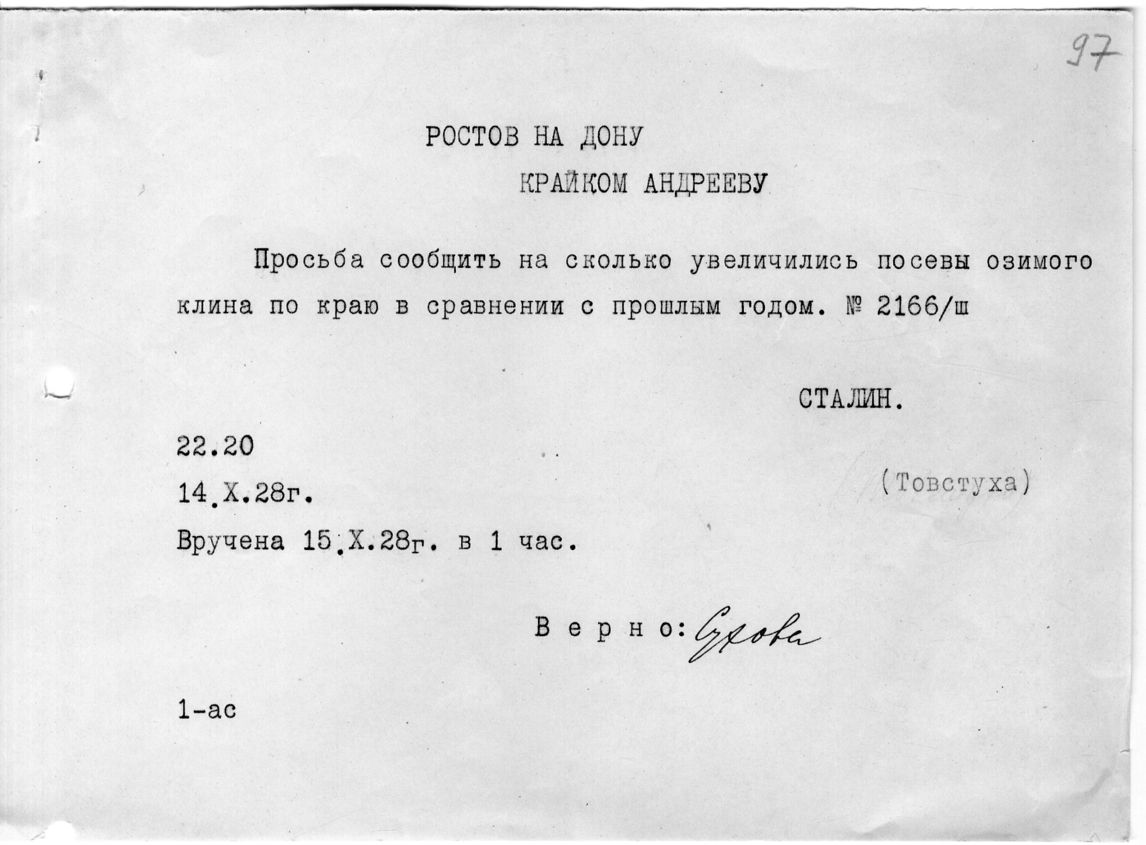 97
РОСТОВ НА ДОНУ
КРАЙКОМ АНДРЕЕВУ
Просьба сообщить на сколько увеличились посевы озимого
клина по краю в сравнении с прошлым годом. № 2166/ш
СТАЛИН.
22.20
(Товстуха)
14.X.28г.
Вручена 15.X.28г. в 1 час.
В е р н о: Сухова
1-ас